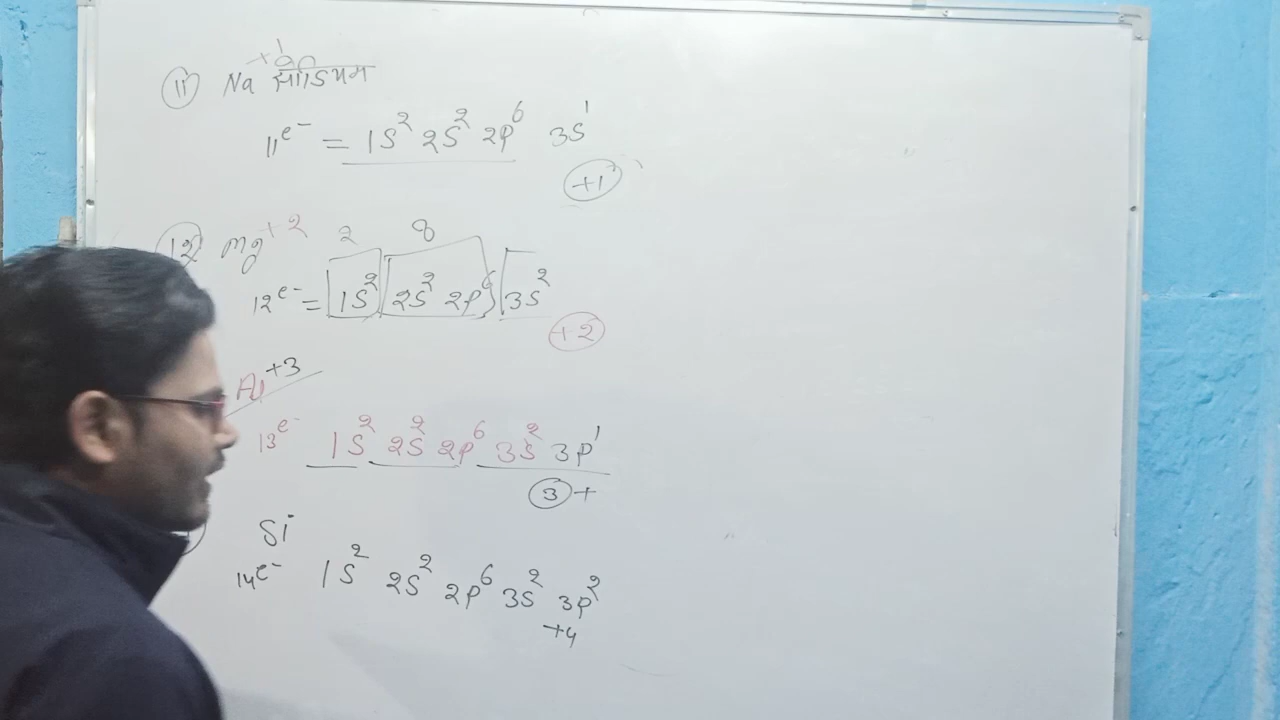 +1
⑪ Na सोडियम
11e⁻ = 1S² 2S² 2P⁶ 3S¹
+1
⑫ mg⁺²
2 8
12e⁻ = 1S² 2S² 2P⁶ 3S²
+2
Al⁺³
13e⁻ 1S² 2S² 2P⁶ 3S² 3P¹
③+
Si
14e⁻ 1S² 2S² 2P⁶ 3S² 3P²
+4